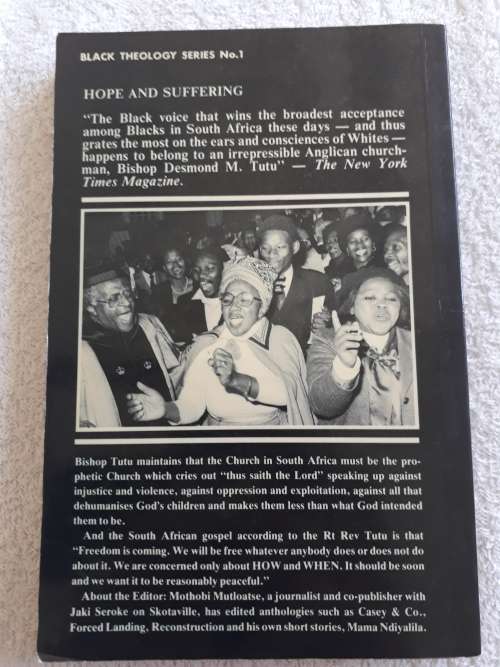 BLACK THEOLOGY SERIES No.1
HOPE AND SUFFERING
"The Black voice that wins the broadest acceptance
among Blacks in South Africa these days — and thus
grates the most on the ears and consciences of Whites —
happens to belong to an irrepressible Anglican church-
man, Bishop Desmond M. Tutu" — The New York
Times Magazine.
Bishop Tutu maintains that the Church in South Africa must be the pro-
phetic Church which cries out "thus saith the Lord" speaking up against
injustice and violence, against oppression and exploitation, against all that
dehumanises God's children and makes them less than what God intended
them to be.
And the South African gospel according to the Rt Rev Tutu is that
"Freedom is coming. We will be free whatever anybody does or does not do
about it. We are concerned only about HOW and WHEN. It should be soon
and we want it to be reasonably peaceful."
About the Editor: Mothobi Mutloatse, a journalist and co-publisher with
Jaki Seroke on Skotaville, has edited anthologies such as Casey & Co.,
Forced Landing, Reconstruction and his own short stories, Mama Ndiyalila.